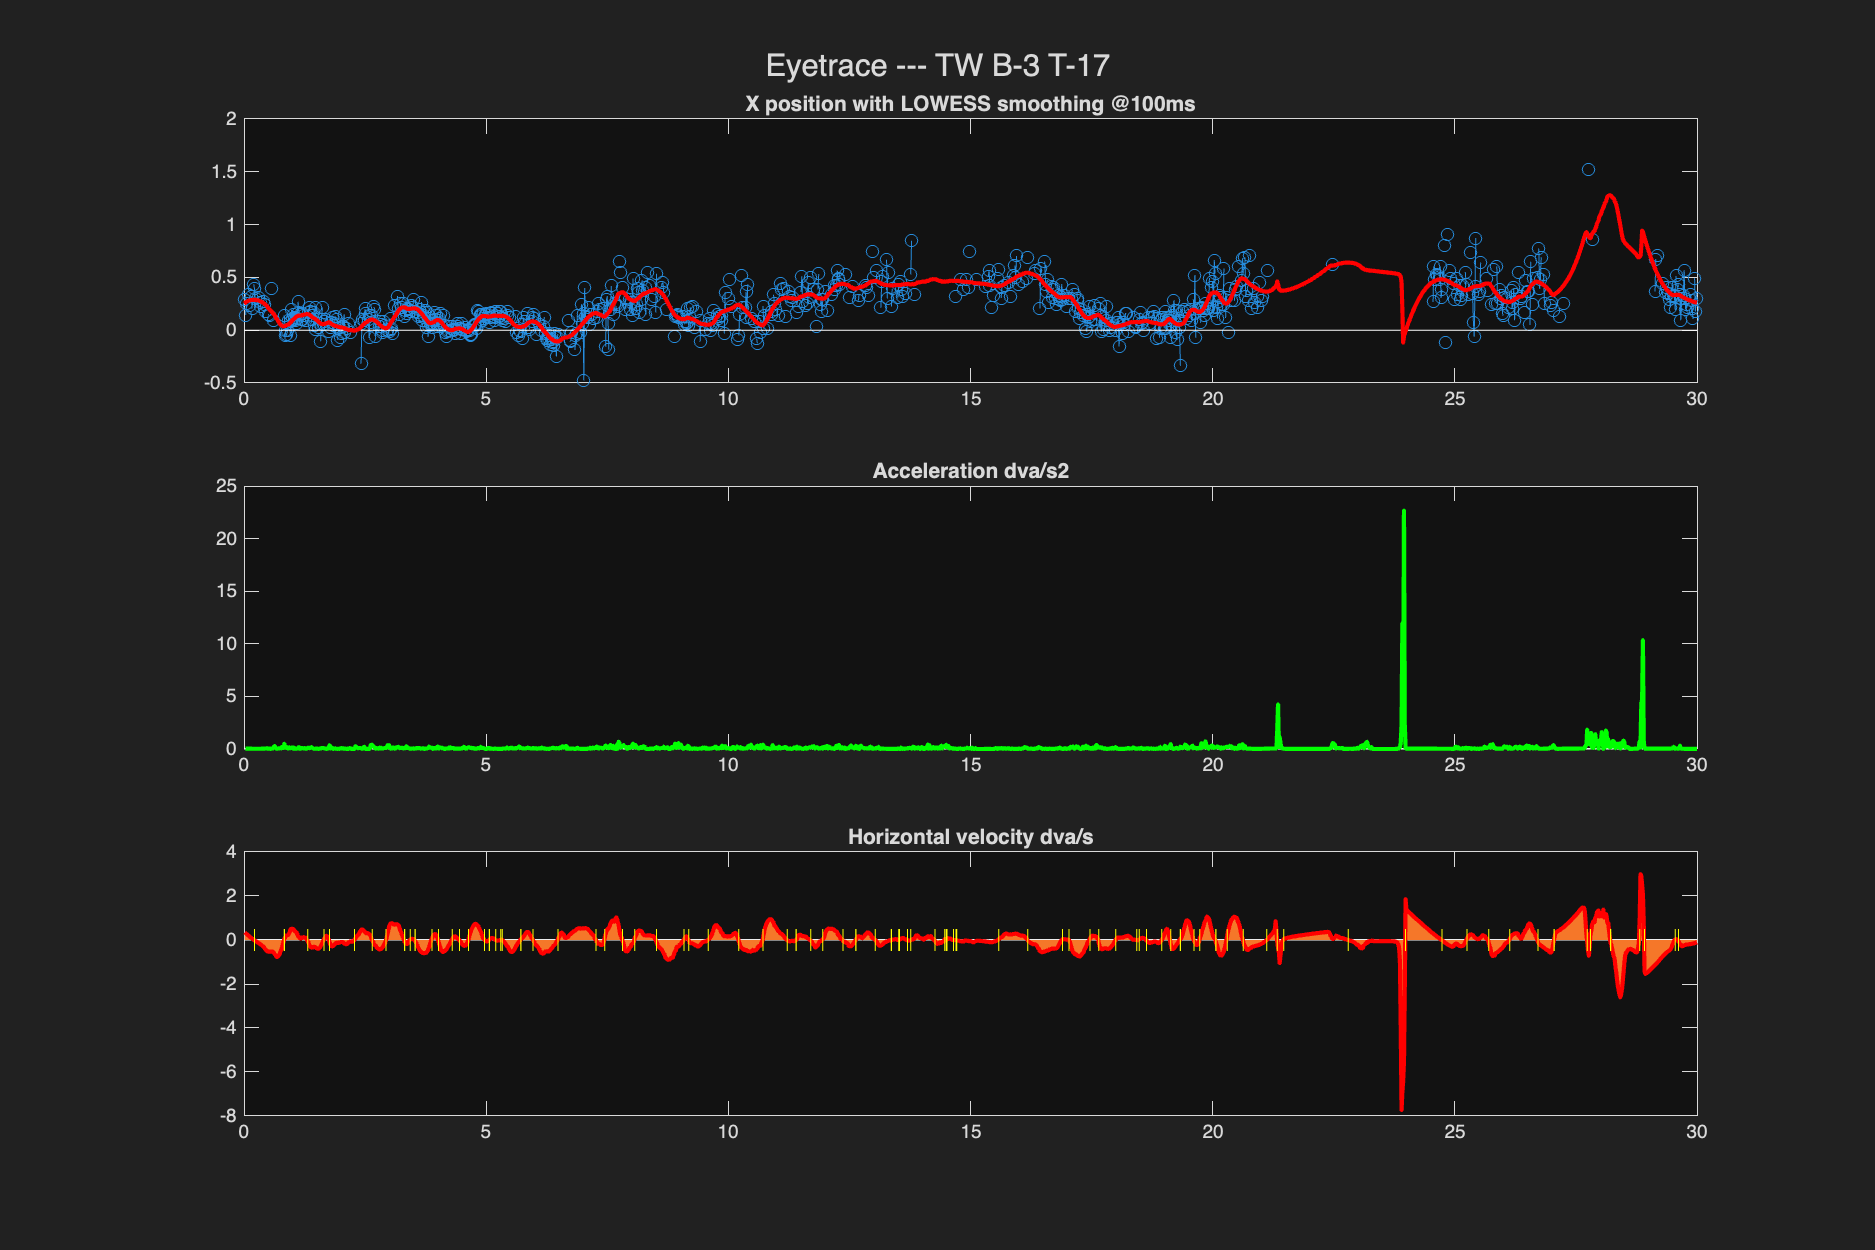 Eyetrace --- TW B-3 T-17
X position with LOWESS smoothing @100ms
2
1.5
1
0.5
0
-0.5
0 5 10 15 20 25 30
Acceleration dva/s2
25
20
15
10
5
0
0 5 10 15 20 25 30
Horizontal velocity dva/s
4
2
0
-2
-4
-6
-8
0 5 10 15 20 25 30